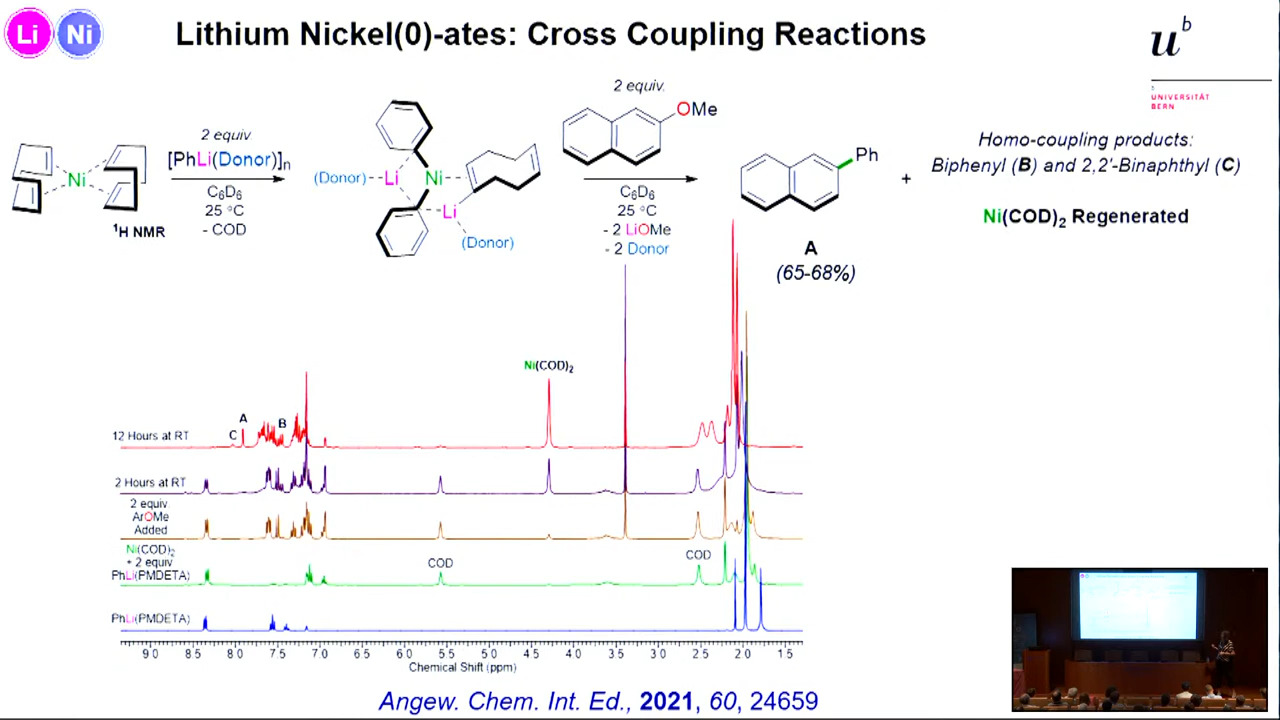 Li Ni
Lithium Nickel(0)-ates: Cross Coupling Reactions
u b
UNIVERSITÄT
BERN
Ni
¹H NMR
2 equiv
[PhLi(Donor)]n
C6D6
25 °C
- COD
(Donor) Li Ni
Li
(Donor)
2 equiv.
OMe
C6D6
25 °C
- 2 LiOMe
- 2 Donor
Ph
A
(65-68%)
+
Homo-coupling products:
Biphenyl (B) and 2,2'-Binaphthyl (C)
Ni(COD)2 Regenerated
Ni(COD)2
12 Hours at RT
C A B
2 Hours at RT
2 equiv.
ArOMe
Added
Ni(COD)2
+ 2 equiv
PhLi(PMDETA)
COD COD
PhLi(PMDETA)
9.0 8.5 8.0 7.5 7.0 6.5 6.0 5.5 5.0 4.5 4.0 3.5 3.0 2.5 2.0 1.5
Chemical Shift (ppm)
Angew. Chem. Int. Ed., 2021, 60, 24659